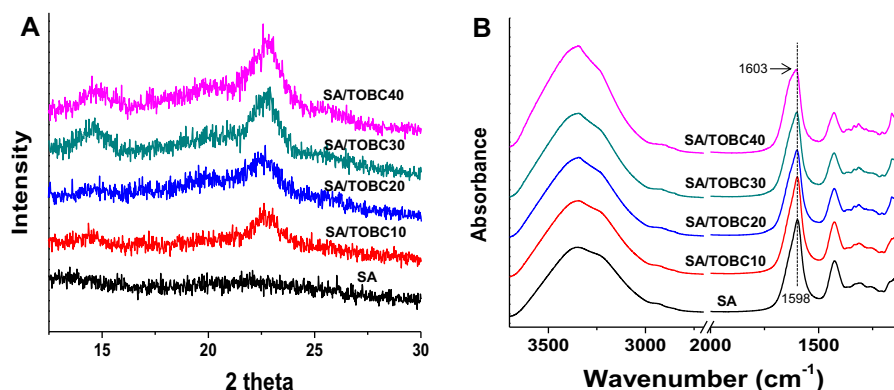 A
Intensity
SA/TOBC40
SA/TOBC30
SA/TOBC20
SA/TOBC10
SA
15
20
25
30
2 theta
B
Absorbance
1603
SA/TOBC40
SA/TOBC30
SA/TOBC20
SA/TOBC10
SA
1598
3500
3000
1500
Wavenumber (cm-1)